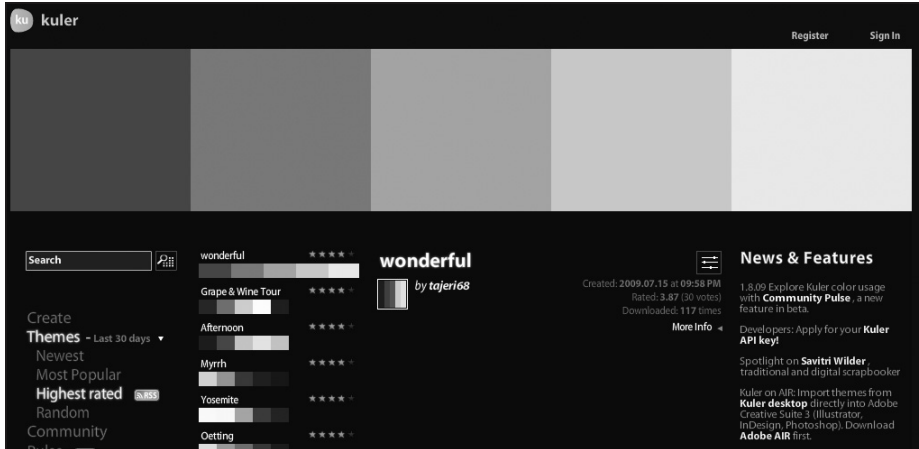 ku kuler
Register Sign In
Search
Create
Themes - Last 30 days
Newest
Most Popular
Highest rated RSS
Random
Community
wonderful
Grape & Wine Tour
Afternoon
Myrrh
Yosemite
Oetting
wonderful
by tajeri68
Created: 2009.07.15 at 09:58 PM
Rated: 3.87 (30 votes)
Downloaded: 117 times
More Info
News & Features
1.8.09 Explore Kuler color usage
with Community Pulse , a new
feature in beta.
Developers: Apply for your Kuler
API key!
Spotlight on Savitri Wilder ,
traditional and digital scrapbooker
Kuler on AIR: Import themes from
Kuler desktop directly into Adobe
Creative Suite 3 (Illustrator,
InDesign, Photoshop). Download
Adobe AIR first.